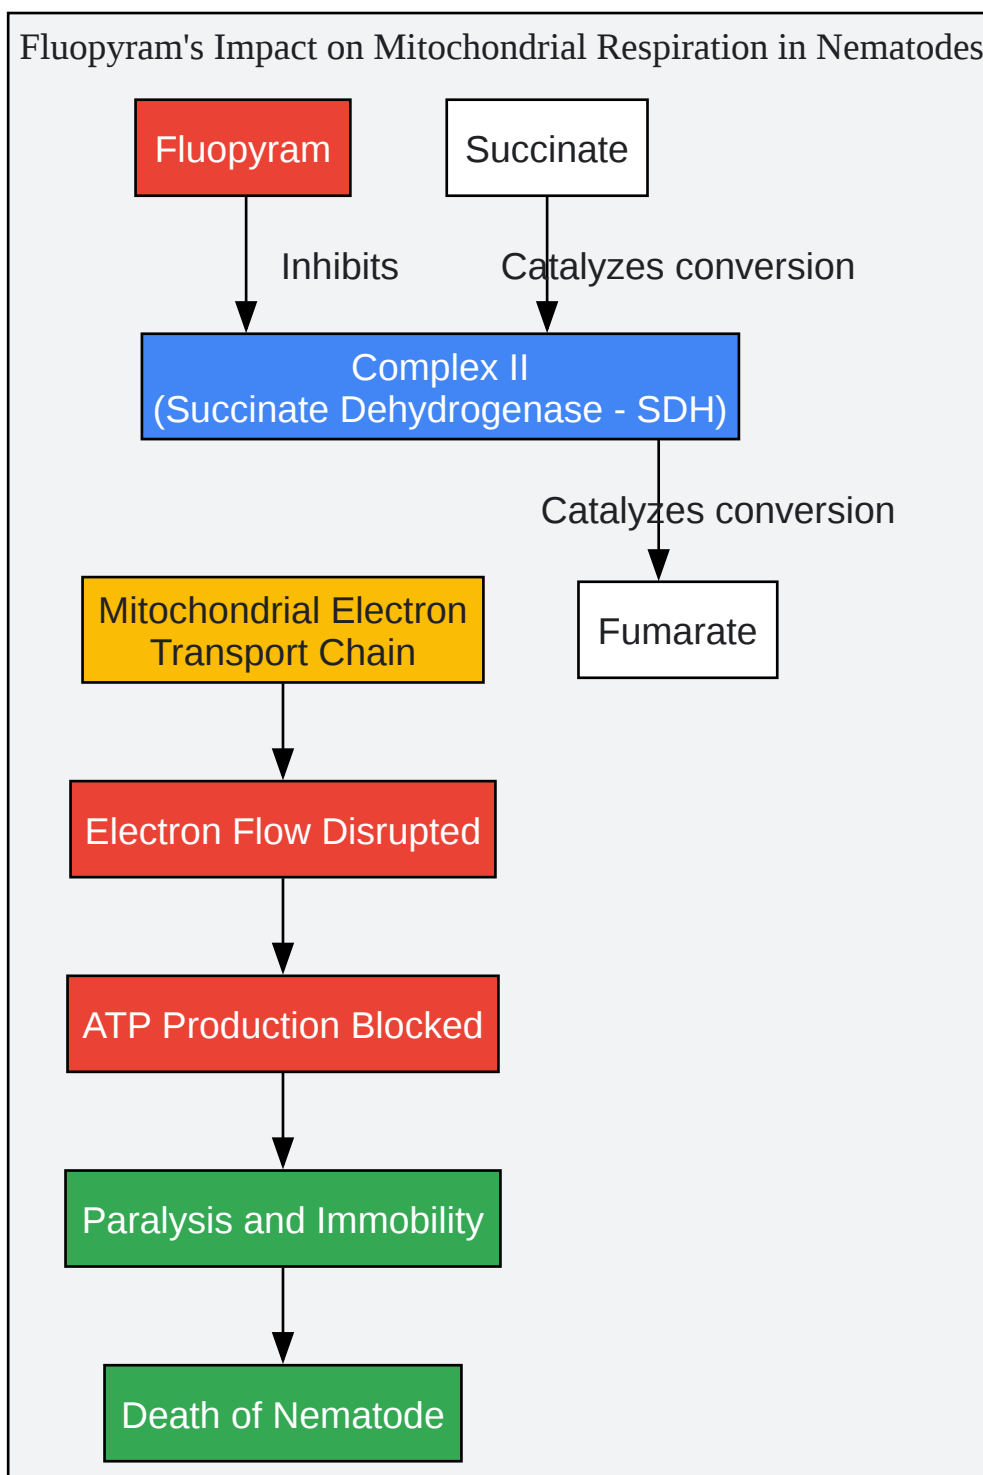 Fluopyram's Impact on Mitochondrial Respiration in Nematodes
Fluopyram
Succinate
Inhibits
Catalyzes conversion
Complex II
(Succinate Dehydrogenase - SDH)
Catalyzes conversion
Mitochondrial Electron
Transport Chain
Fumarate
Electron Flow Disrupted
ATP Production Blocked
Paralysis and Immobility
Death of Nematode